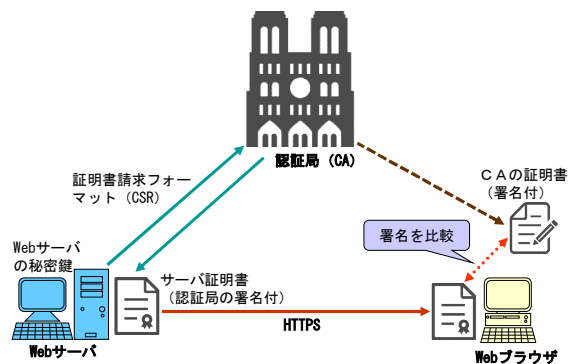 認証局（CA）
証明書請求フォー
マット（CSR）
ＣＡの証明書
（署名付）
署名を比較
Webサーバ
の秘密鍵
サーバ証明書
（認証局の署名付）
HTTPS
Webサーバ
Webブラウザ